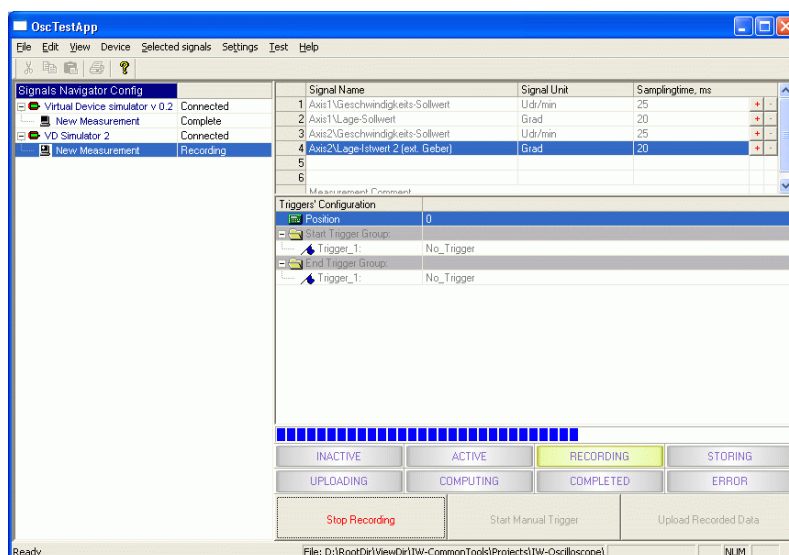 OscTestApp
File Edit View Device Selected signals Settings Test Help
Signals Navigator Config
Virtual Device simulator v 0.2 Connected
New Measurement Complete
VD Simulator 2 Connected
New Measurement Recording
Signal Name Signal Unit Samplingtime, ms
1 Axis1\Geschwindigkeits-Sollwert Udr/min 25 + -
2 Axis1\Lage-Sollwert Grad 20 + -
3 Axis2\Geschwindigkeits-Sollwert Udr/min 25 + -
4 Axis2\Lage-Istwert 2 (ext. Geber) Grad 20 + -
5
6
Measurement Comment
Triggers' Configuration
Position 0
Start Trigger Group:
Trigger_1: No_Trigger
End Trigger Group:
Trigger_1: No_Trigger
INACTIVE ACTIVE RECORDING STORING
UPLOADING COMPUTING COMPLETED ERROR
Stop Recording Start Manual Trigger Upload Recorded Data
Ready File: D:\RootDir\ViewDir\IW-CommonTools\Projects\IW-Oscilloscope\ NUM